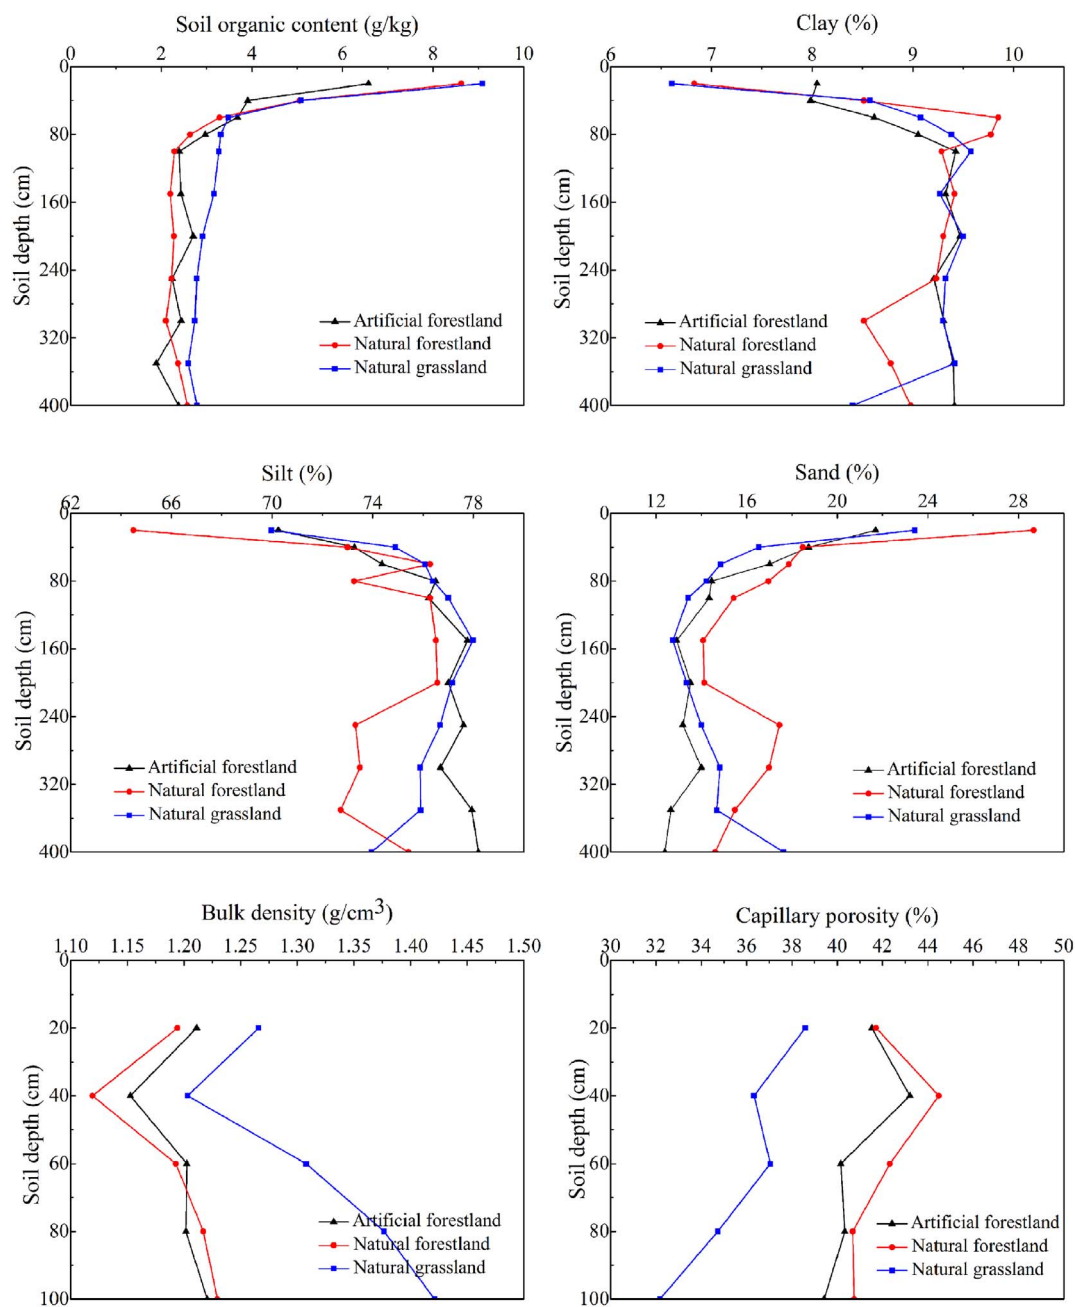 Soil organic content (g/kg)
0 2 4 6 8 10
0
80
160
240
320
400
Soil depth (cm)
Artificial forestland
Natural forestland
Natural grassland
Clay (%)
6 7 8 9 10
0
80
160
240
320
400
Soil depth (cm)
Artificial forestland
Natural forestland
Natural grassland
Silt (%)
62 66 70 74 78
0
80
160
240
320
400
Soil depth (cm)
Artificial forestland
Natural forestland
Natural grassland
Sand (%)
12 16 20 24 28
0
80
160
240
320
400
Soil depth (cm)
Artificial forestland
Natural forestland
Natural grassland
Bulk density (g/cm³)
1.10 1.15 1.20 1.25 1.30 1.35 1.40 1.45 1.50
0
20
40
60
80
100
Soil depth (cm)
Artificial forestland
Natural forestland
Natural grassland
Capillary porosity (%)
30 32 34 36 38 40 42 44 46 48 50
0
20
40
60
80
100
Soil depth (cm)
Artificial forestland
Natural forestland
Natural grassland